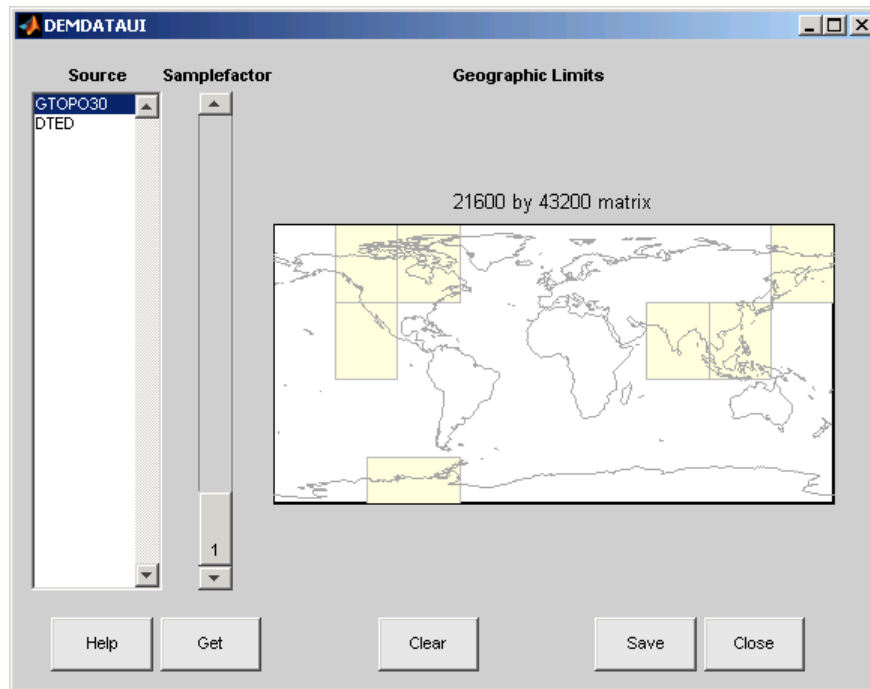 DEMDATAUI
Source Samplefactor Geographic Limits
GTOPO30
DTED
21600 by 43200 matrix
1
Help Get Clear Save Close